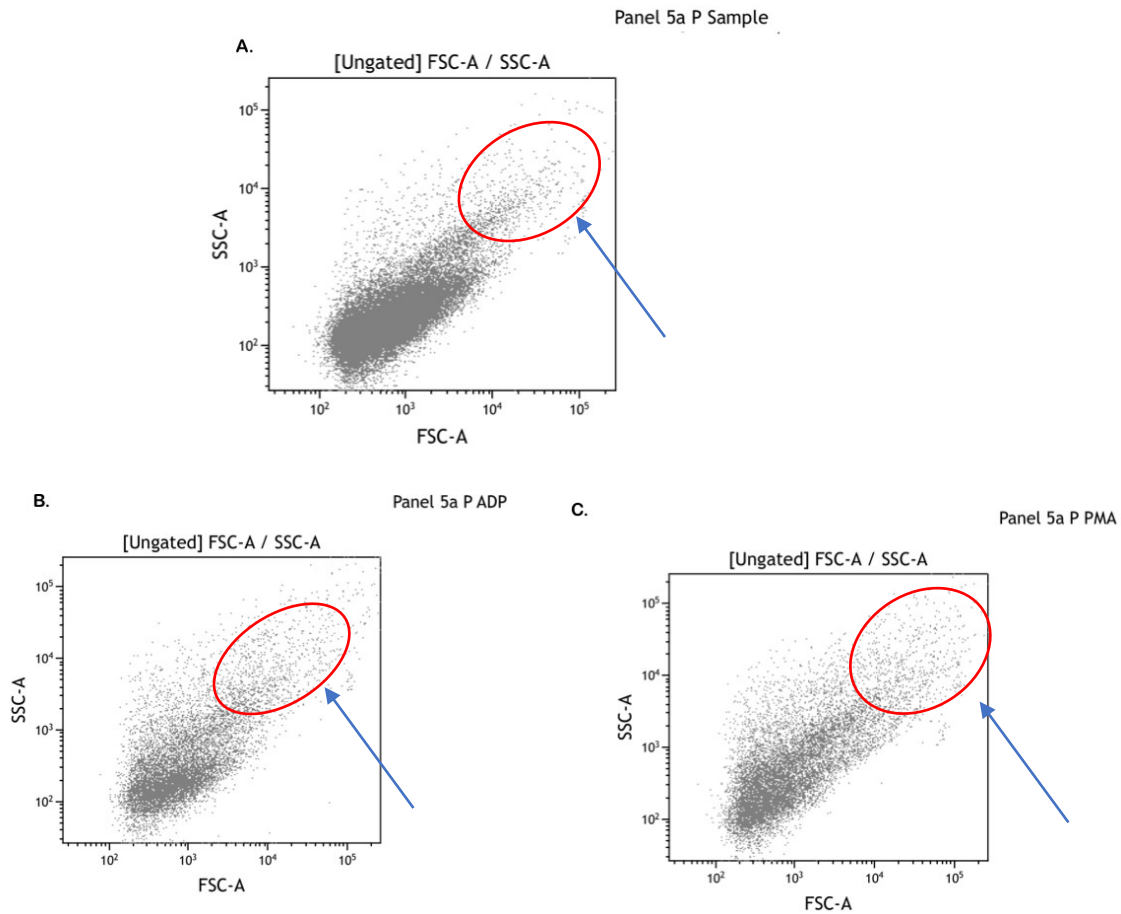 Panel 5a P Sample
A.
[Ungated] FSC-A / SSC-A
10⁵
10⁴
10³
10²
SSC-A
10² 10³ 10⁴ 10⁵
FSC-A
B.
Panel 5a P ADP
[Ungated] FSC-A / SSC-A
10⁵
10⁴
10³
10²
SSC-A
10² 10³ 10⁴ 10⁵
FSC-A
C.
Panel 5a P PMA
[Ungated] FSC-A / SSC-A
10⁵
10⁴
10³
10²
SSC-A
10² 10³ 10⁴ 10⁵
FSC-A